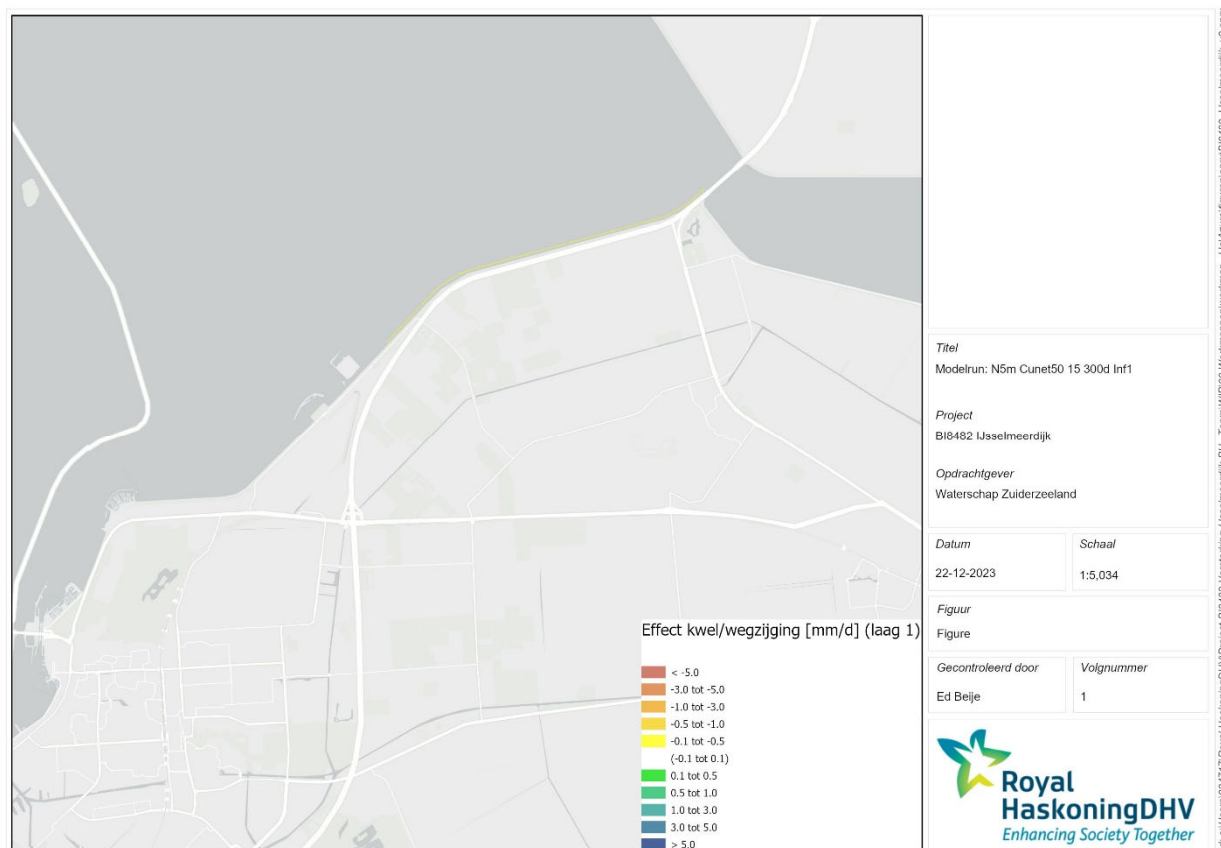 Titel
Modelrun: N5m Cunet50 15 300d Inf1
Project
BI8482 IJsselmeerdijk
Opdrachtgever
Waterschap Zuiderzeeland
Datum
22-12-2023
Schaal
1:5,034
Figuur
Figure
Gecontroleerd door
Ed Beije
Volgnummer
1
Effect kwel/wegzijging [mm/d] (laag 1)
< -5.0
-3.0 tot -5.0
-1.0 tot -3.0
-0.5 tot -1.0
-0.1 tot -0.5
(-0.1 tot 0.1)
0.1 tot 0.5
0.5 tot 1.0
1.0 tot 3.0
3.0 tot 5.0
> 5.0
Royal
HaskoningDHV
Enhancing Society Together